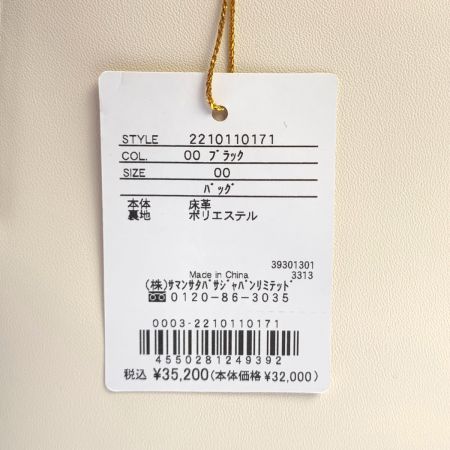 STYLE 2210110171
COL. 00 ﾌﾞﾗｯｸ
SIZE 00
ﾊﾞｯｸﾞ
本体 床革
裏地 ポリエステル
39301301
Made in China 3313
(株)ｻﾏﾝｻﾀﾊﾞｻｼﾞｬﾊﾟﾝﾘﾐﾃｯﾄﾞ
0120-86-3035
0003-2210110171
4550281249392
税込 ¥35,200(本体価格 ¥32,000)